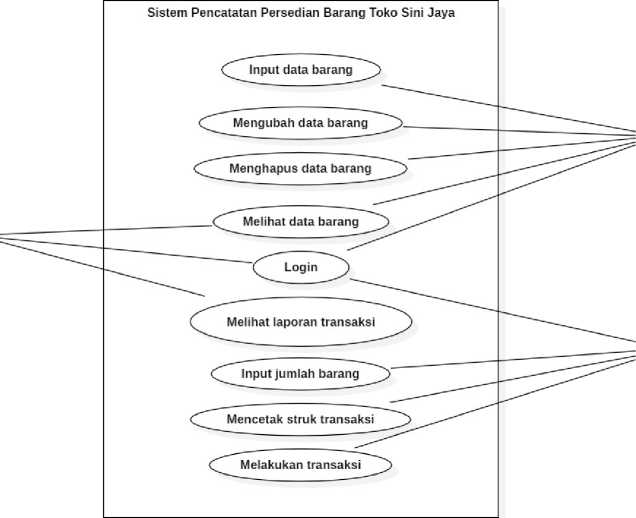 Sistem Pencatatan Persedian Barang Toko Sini Jaya
Input data barang
Mengubah data barang
Menghapus data barang
Melihat data barang
Login
Melihat laporan transaksi
Input jumlah barang
Mencetak struk transaksi
Melakukan transaksi